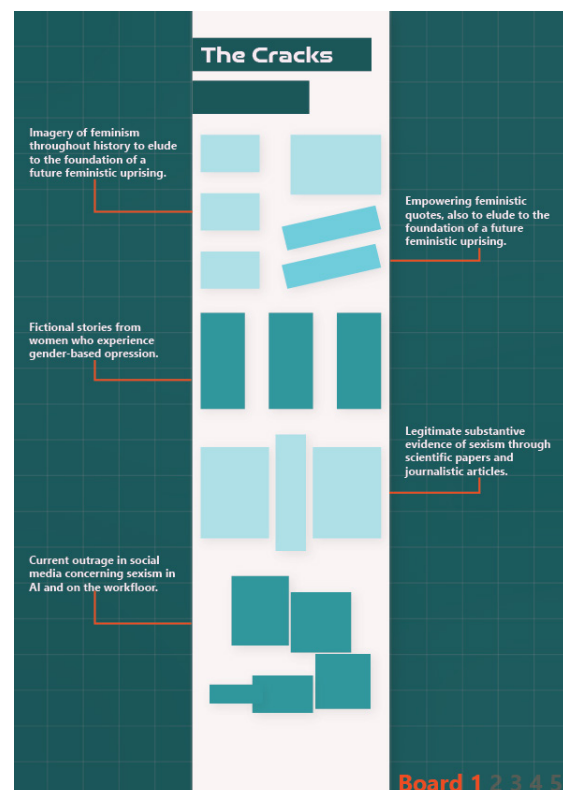 The Cracks
Imagery of feminism
throughout history to elude
to the foundation of a
future feministic uprising.
Empowering feministic
quotes, also to elude to the
foundation of a future
feministic uprising.
Fictional stories from
women who experience
gender-based opression.
Legitimate substantive
evidence of sexism through
scientific papers and
journalistic articles.
Current outrage in social
media concerning sexism in
AI and on the workfloor.
Board 1 2 3 4 5